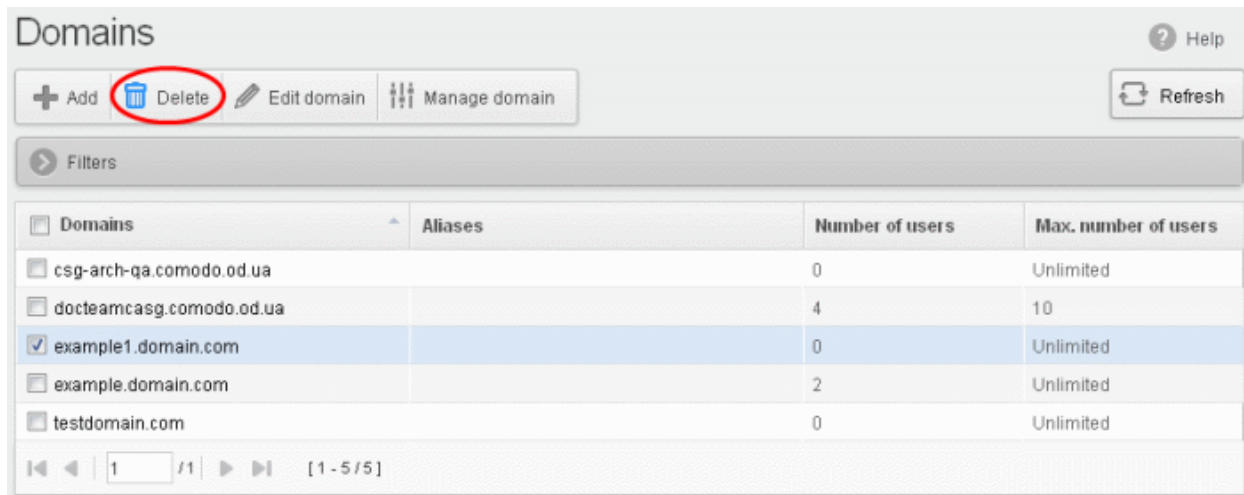 Domains
Help
Add Delete Edit domain Manage domain Refresh
Filters
Domains Aliases Number of users Max. number of users
csg-arch-qa.comodo.od.ua 0 Unlimited
docteamcasg.comodo.od.ua 4 10
example1.domain.com 0 Unlimited
example.domain.com 2 Unlimited
testdomain.com 0 Unlimited
1 /1 [1 - 5 / 5]